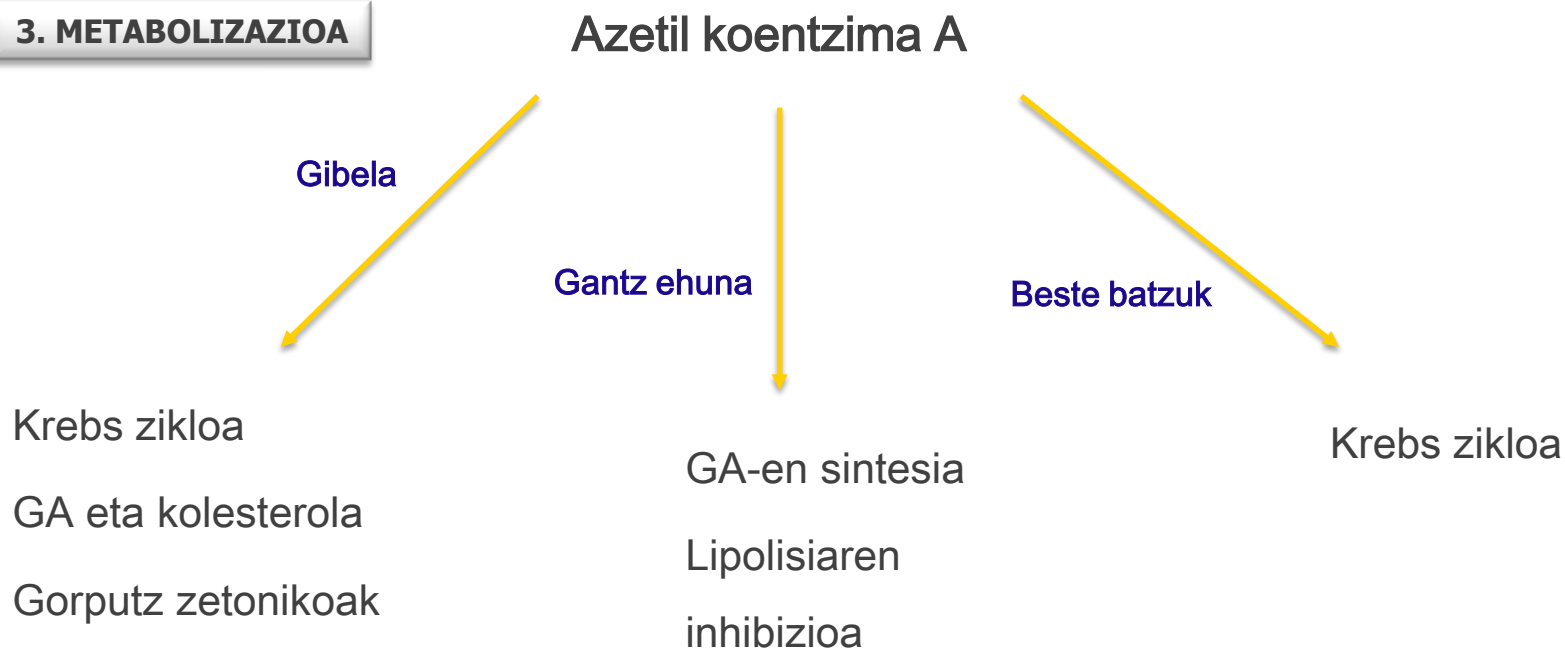 3. METABOLIZAZIOA
Azetil koentzima A
Gibela
Gantz ehuna
Beste batzuk
Krebs zikloa
GA eta kolesterola
Gorputz zetonikoak
GA-en sintesia
Lipolisiaren
inhibizioa
Krebs zikloa